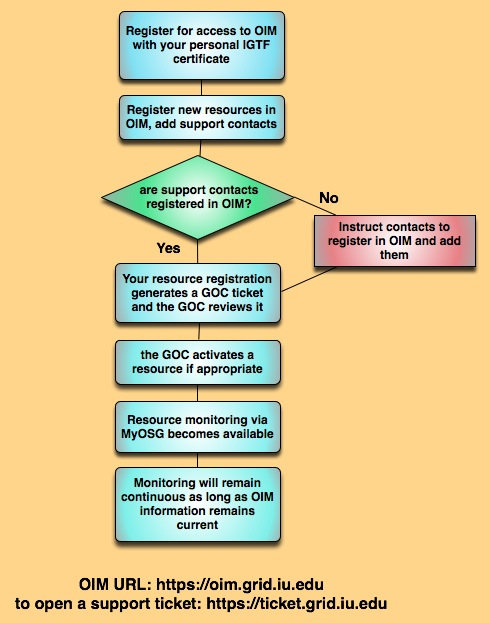 Register for access to OIM
with your personal IGTF
certificate
Register new resources in
OIM, add support contacts
are support contacts
registered in OIM?
No
Instruct contacts to
register in OIM and add
them
Yes
Your resource registration
generates a GOC ticket
and the GOC reviews it
the GOC activates a
resource if appropriate
Resource monitoring via
MyOSG becomes available
Monitoring will remain
continuous as long as OIM
information remains
current
OIM URL: https://oim.grid.iu.edu
to open a support ticket: https://ticket.grid.iu.edu